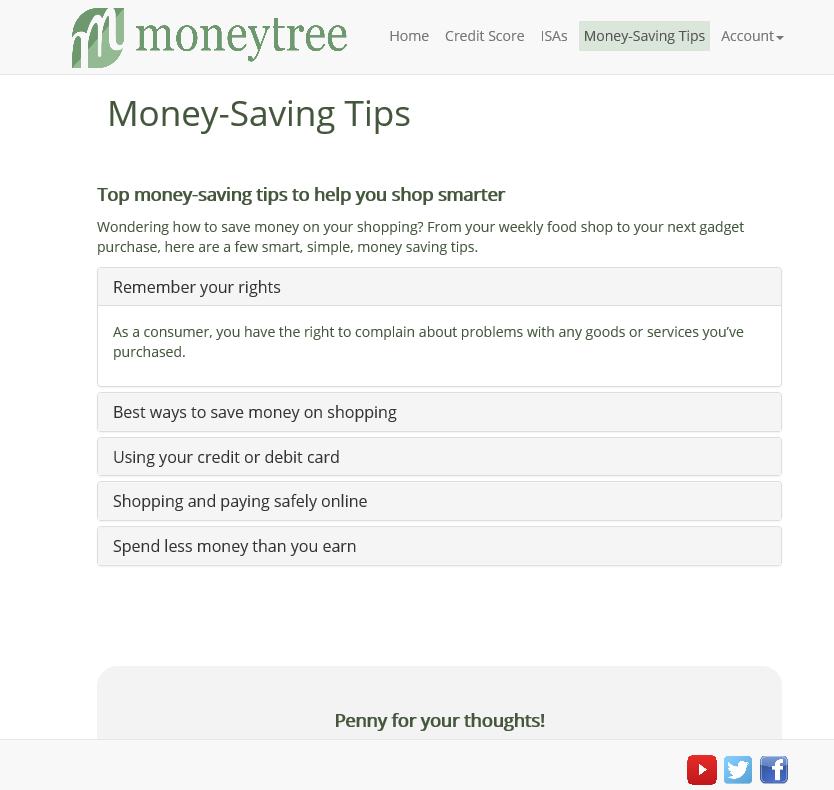 moneytree
Home Credit Score ISAs Money-Saving Tips Account
Money-Saving Tips
Top money-saving tips to help you shop smarter
Wondering how to save money on your shopping? From your weekly food shop to your next gadget
purchase, here are a few smart, simple, money saving tips.
Remember your rights
As a consumer, you have the right to complain about problems with any goods or services you’ve
purchased.
Best ways to save money on shopping
Using your credit or debit card
Shopping and paying safely online
Spend less money than you earn
Penny for your thoughts!